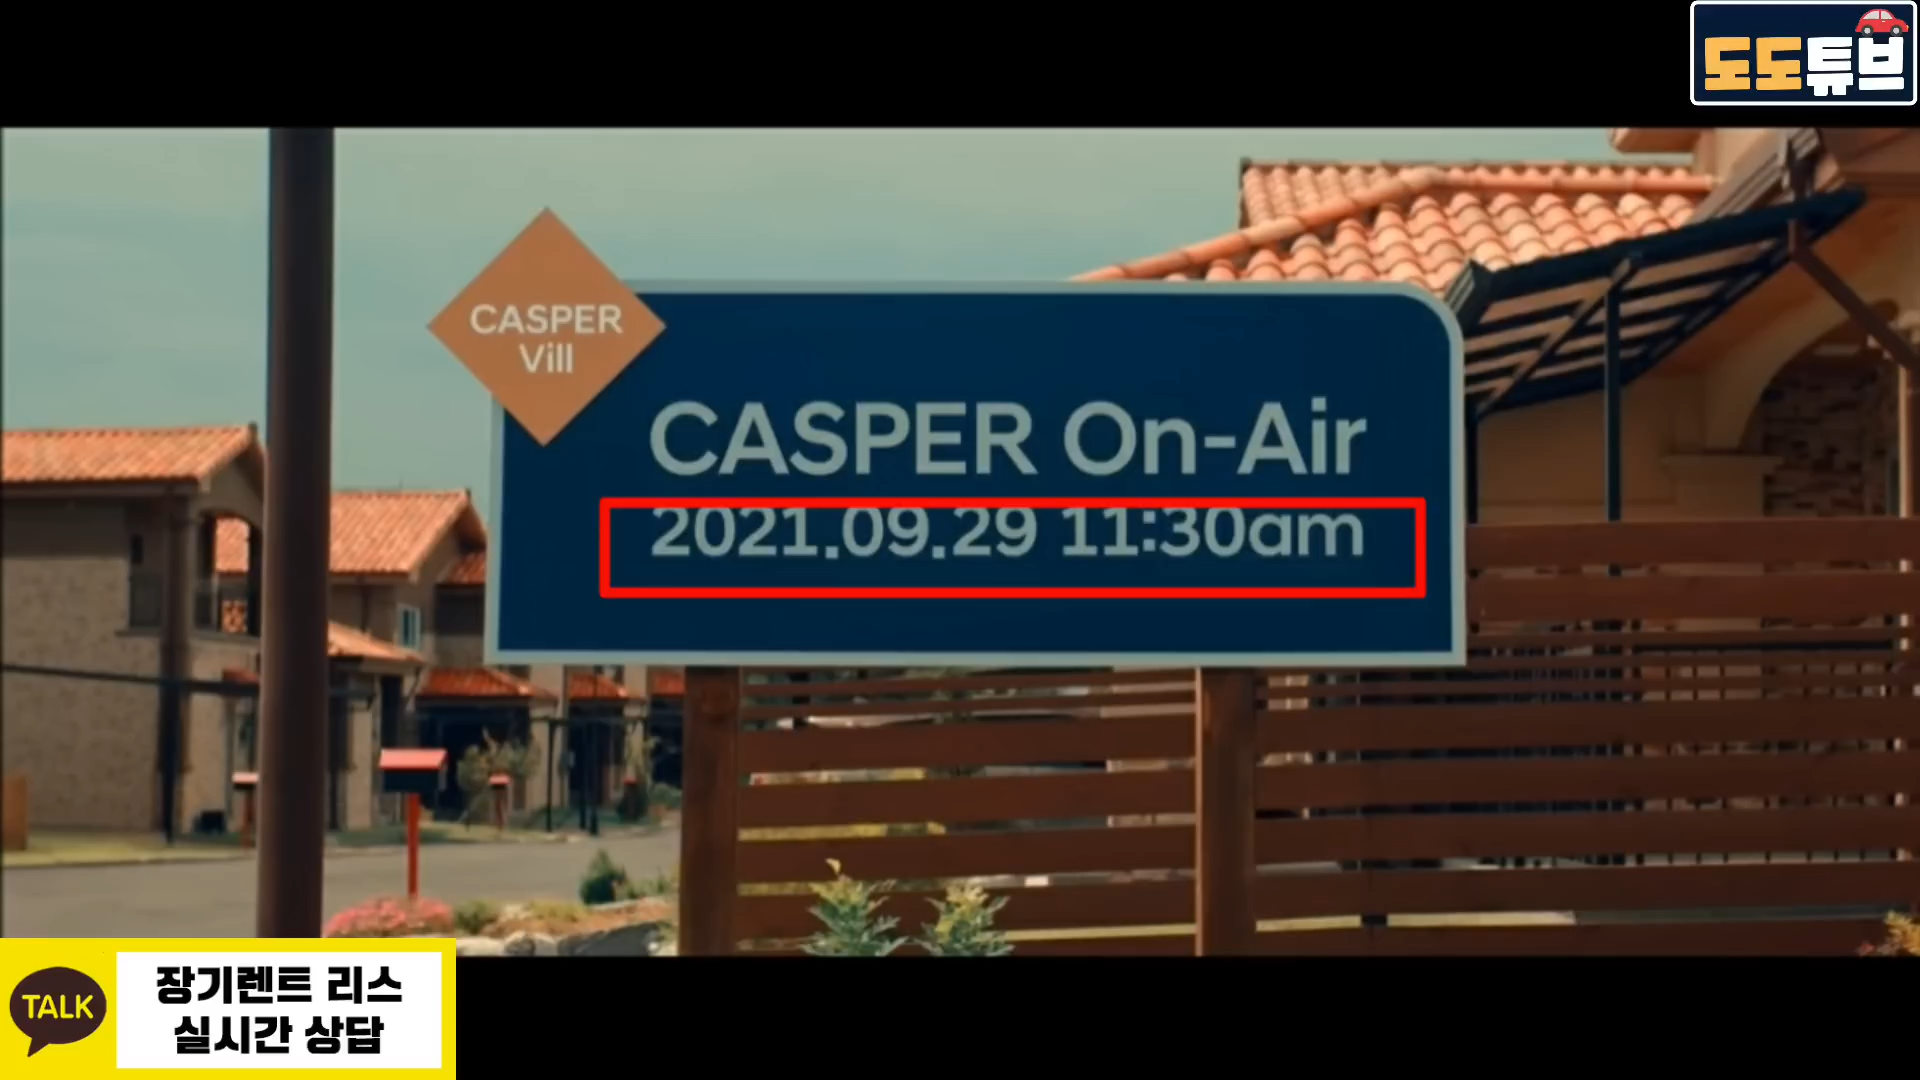 도도튜브
CASPER
Vill
CASPER On-Air
2021.09.29 11:30am
TALK
장기렌트 리스
실시간 상답